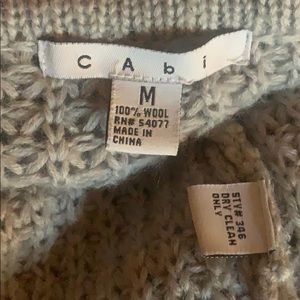 CAbi
M
100% WOOL
RN# 54077
MADE IN
CHINA
STY# 346
DRY CLEAN
ONLY